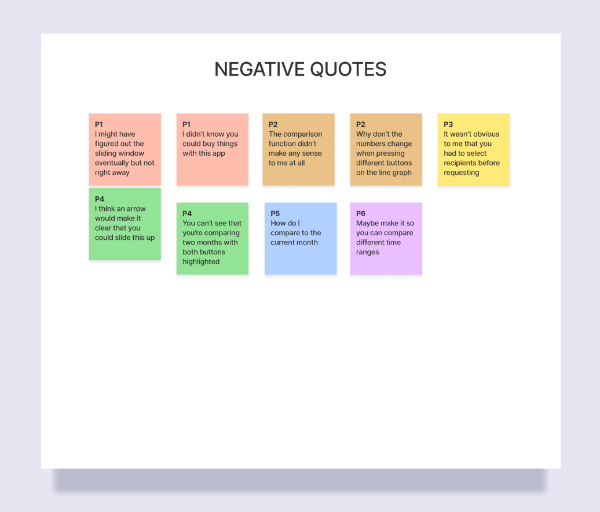 NEGATIVE QUOTES
P1
I might have
figured out the
sliding window
eventually but not
right away
P1
I didn't know you
could buy things
with this app
P2
The comparison
function didn't
make any sense
to me at all
P2
Why don't the
numbers change
when pressing
different buttons
on the line graph
P3
It wasn't obvious
to me that you
had to select
recipients before
requesting
P4
I think an arrow
would make it
clear that you
could slide this up
P4
You can't see that
you're comparing
two months with
both buttons
highlighted
P5
How do I
compare to the
current month
P6
Maybe make it so
you can compare
different time
ranges